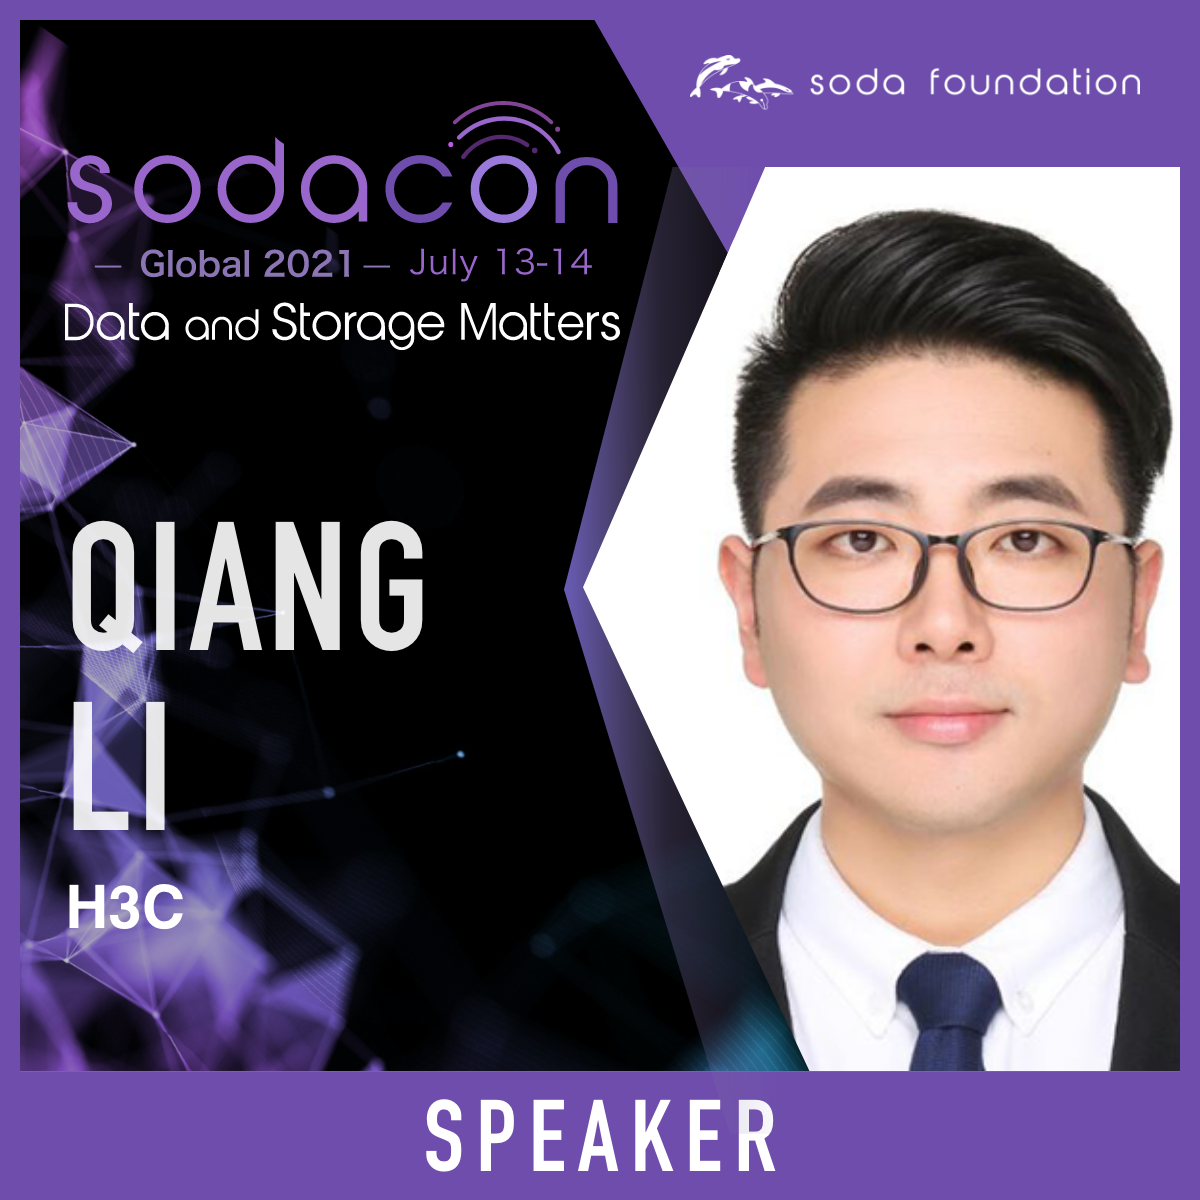 soda foundation
sodacon
— Global 2021 — July 13-14
Data and Storage Matters
QIANG
LI
H3C
SPEAKER